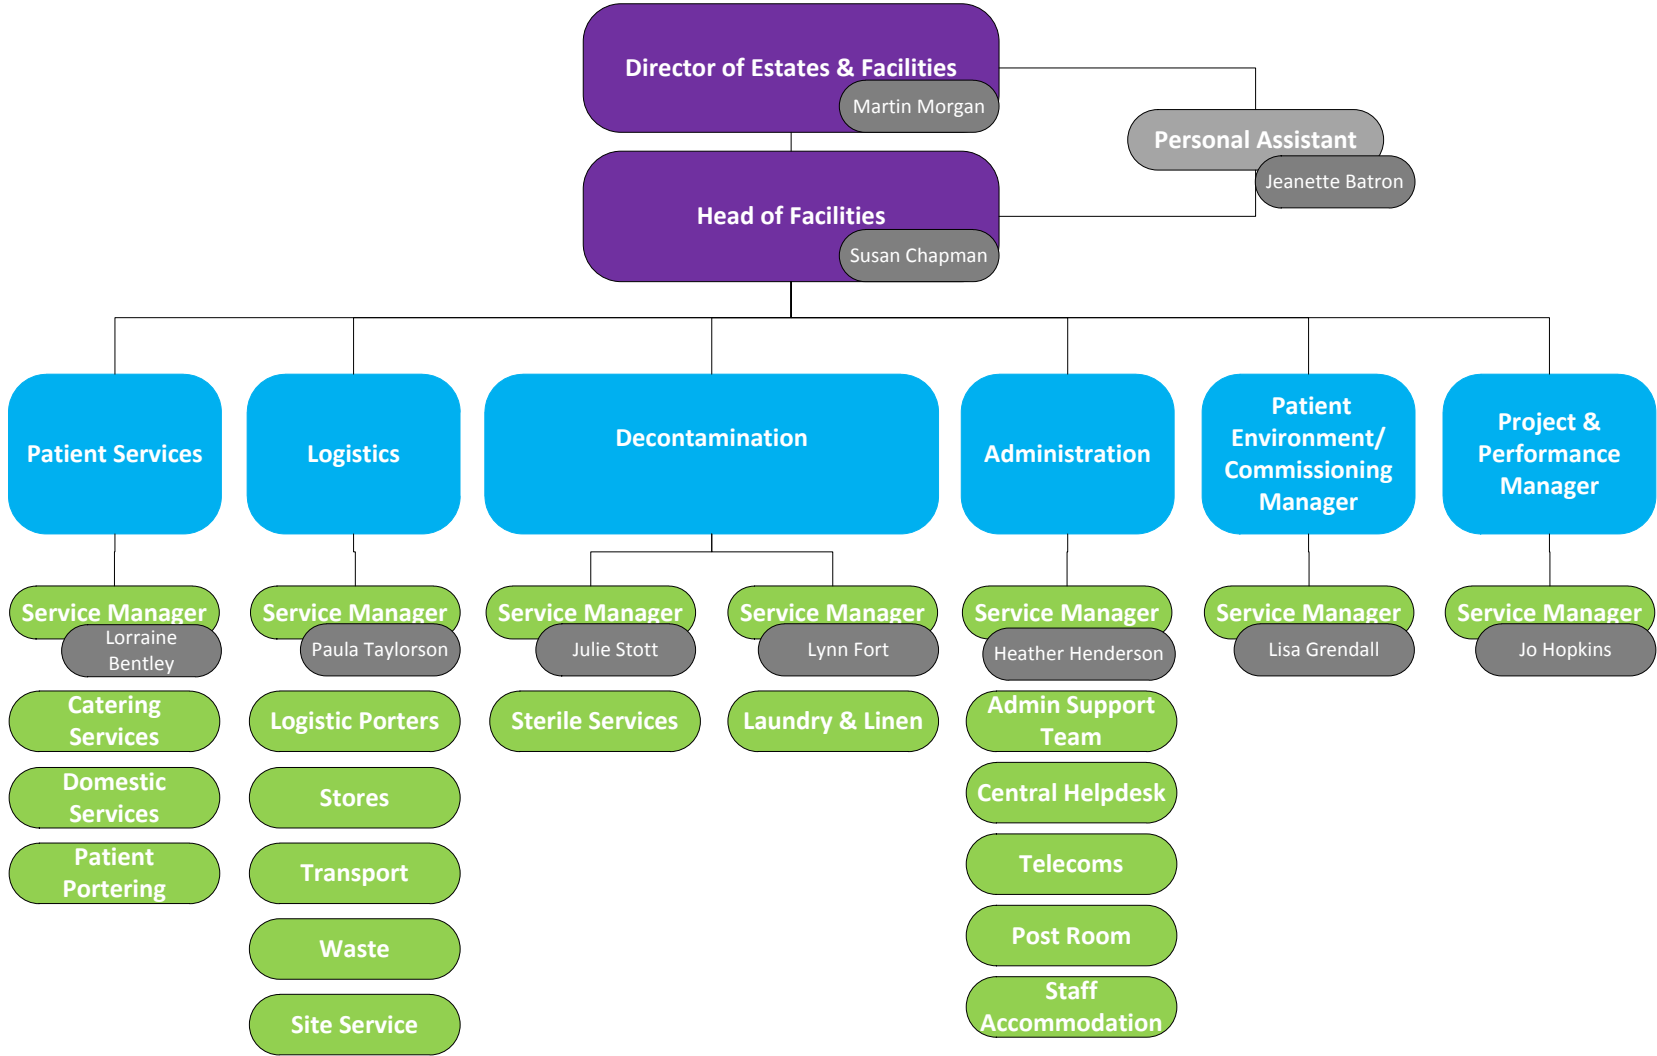 Director of Estates & Facilities
Martin Morgan
Personal Assistant
Jeanette Batron
Head of Facilities
Susan Chapman
Patient Services
Logistics
Decontamination
Administration
Patient
Environment/
Commissioning
Manager
Project &
Performance
Manager
Service Manager
Lorraine
Bentley
Service Manager
Paula Taylorson
Service Manager
Julie Stott
Service Manager
Lynn Fort
Service Manager
Heather Henderson
Service Manager
Lisa Grendall
Service Manager
Jo Hopkins
Catering
Services
Domestic
Services
Patient
Portering
Logistic Porters
Stores
Transport
Waste
Site Service
Sterile Services
Laundry & Linen
Admin Support
Team
Central Helpdesk
Telecoms
Post Room
Staff
Accommodation